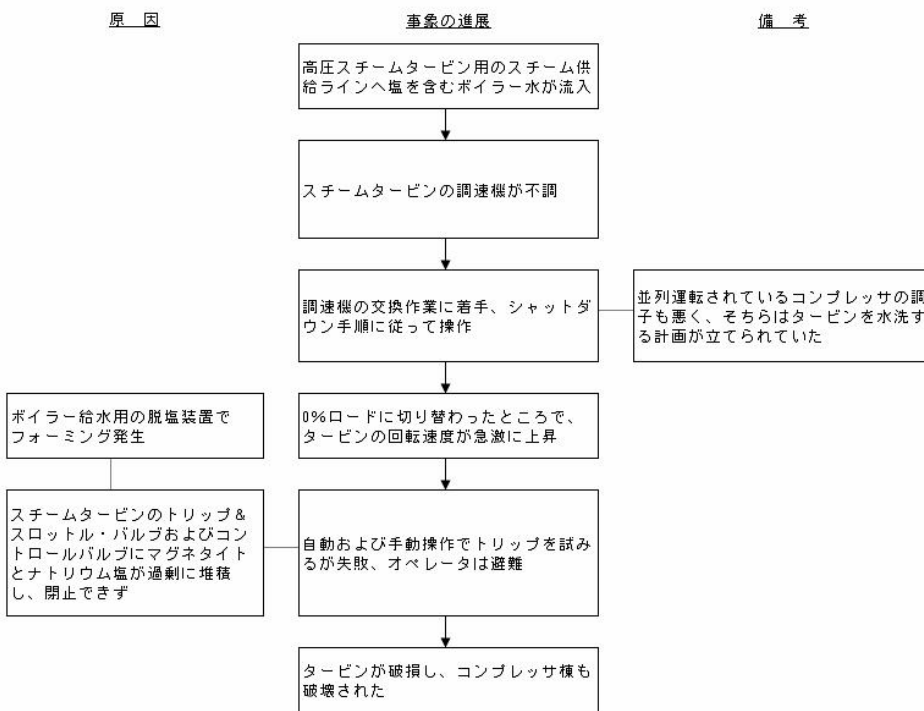 原 因
事象の進展
備 考
高圧スチームタービン用のスチーム供
給ラインへ塩を含むボイラー水が流入
スチームタービンの調速機が不調
調速機の交換作業に着手、シャットダ
ウン手順に従って操作
並列運転されているコンプレッサの調
子も悪く、そちらはタービンを水洗す
る計画が立てられていた
ボイラー給水用の脱塩装置で
フォーミング発生
0%ロードに切り替わったところで、
タービンの回転速度が急激に上昇
スチームタービンのトリップ＆
スロットル・バルブおよびコント
ロールバルブにマグネタイト
とナトリウム塩が過剰に堆積
し、閉止できず
自動および手動操作でトリップを試み
るが失敗、オペレータは避難
タービンが破損し、コンプレッサ棟も
破壊された